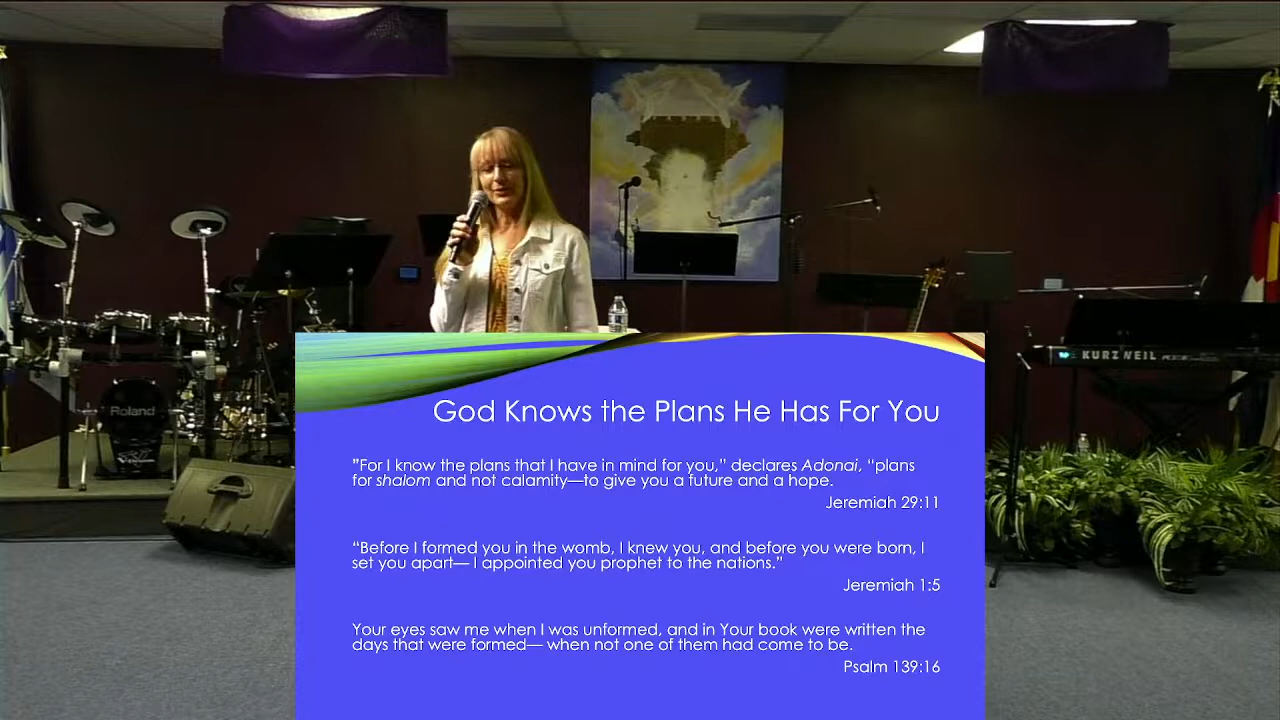 God Knows the Plans He Has For You
"For I know the plans that I have in mind for you," declares Adonai, “plans
for shalom and not calamity—to give you a future and a hope.
Jeremiah 29:11
“Before I formed you in the womb, I knew you, and before you were born, I
set you apart— I appointed you prophet to the nations.”
Jeremiah 1:5
Your eyes saw me when I was unformed, and in Your book were written the
days that were formed— when not one of them had come to be.
Psalm 139:16
KURZWEIL
Roland